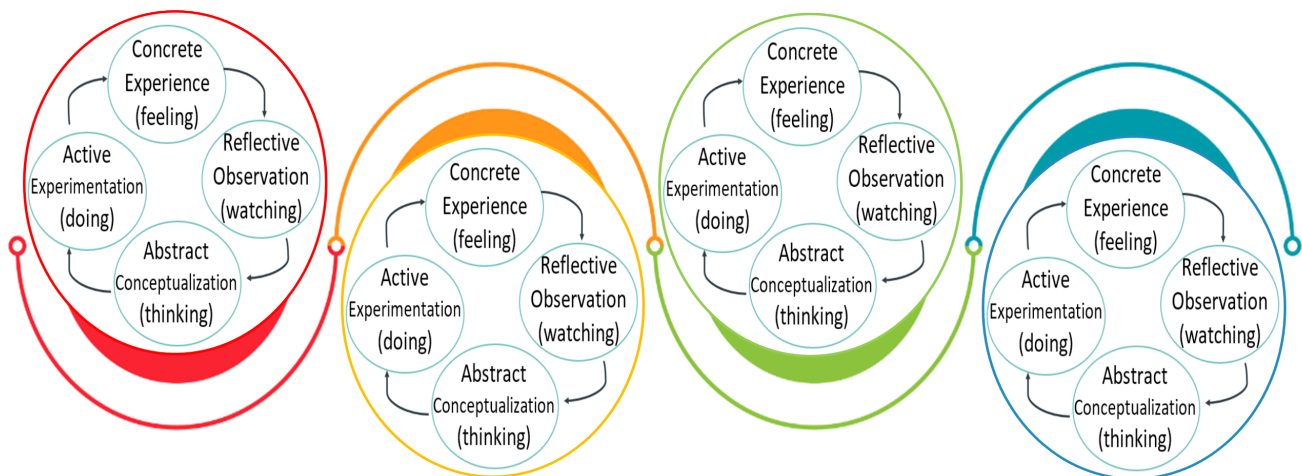 Concrete
Experience
(feeling)
Reflective
Observation
(watching)
Abstract
Conceptualization
(thinking)
Active
Experimentation
(doing)
Concrete
Experience
(feeling)
Reflective
Observation
(watching)
Abstract
Conceptualization
(thinking)
Active
Experimentation
(doing)
Concrete
Experience
(feeling)
Reflective
Observation
(watching)
Abstract
Conceptualization
(thinking)
Active
Experimentation
(doing)
Concrete
Experience
(feeling)
Reflective
Observation
(watching)
Abstract
Conceptualization
(thinking)
Active
Experimentation
(doing)